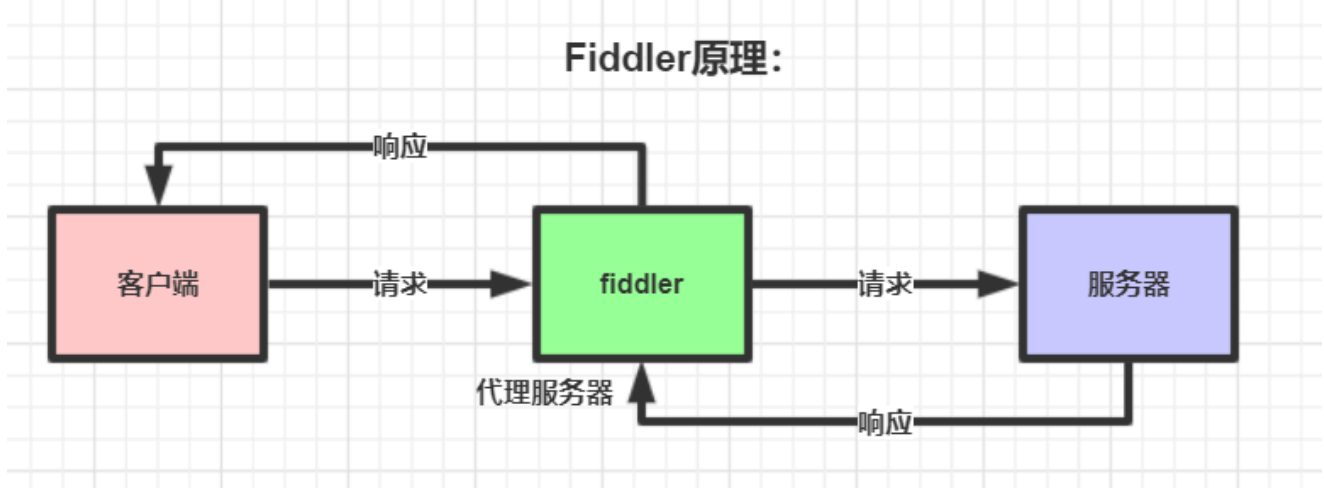 Fiddler原理：
响应
客户端
请求
fiddler
请求
服务器
代理服务器
响应